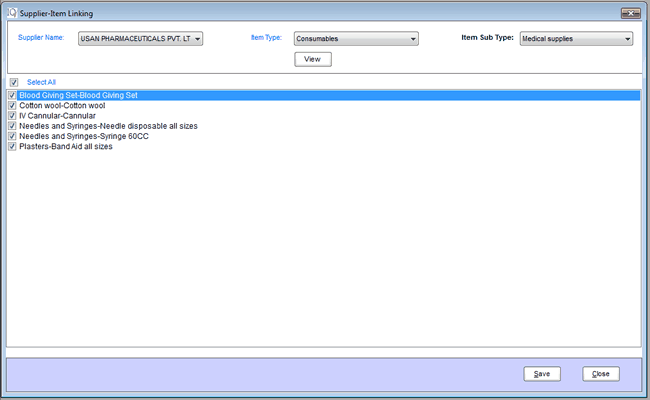 Supplier-Item Linking
Supplier Name: USAN PHARMACEUTICALS PVT. LT Item Type: Consumables Item Sub Type: Medical supplies
View
Select All
Blood Giving Set-Blood Giving Set
Cotton wool-Cotton wool
IV Cannular-Cannular
Needles and Syringes-Needle disposable all sizes
Needles and Syringes-Syringe 60CC
Plasters-Band Aid all sizes
Save Close